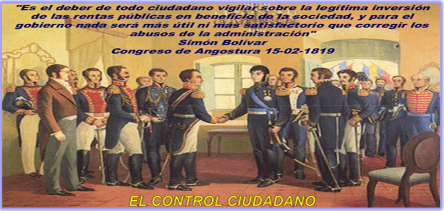 "Es el deber de todo ciudadano vigilar sobre la legitima inversión
de las rentas públicas en beneficio de la sociedad, y para el
gobierno nada será mas útil ni mas satisfactorio que corregir los
abusos de la administración"
Simón Bolívar
Congreso de Angostura 15-02-1819
EL CONTROL CIUDADANO